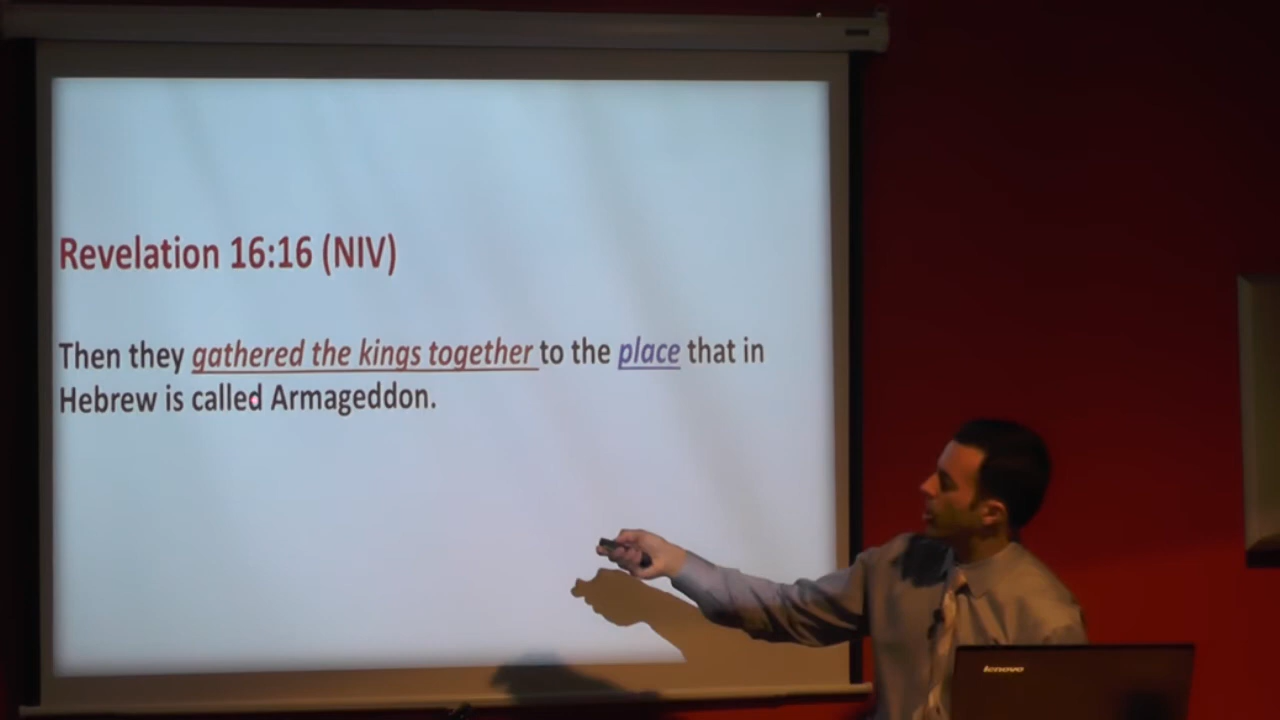 Revelation 16:16 (NIV)
Then they gathered the kings together to the place that in
Hebrew is called Armageddon.
lenovo